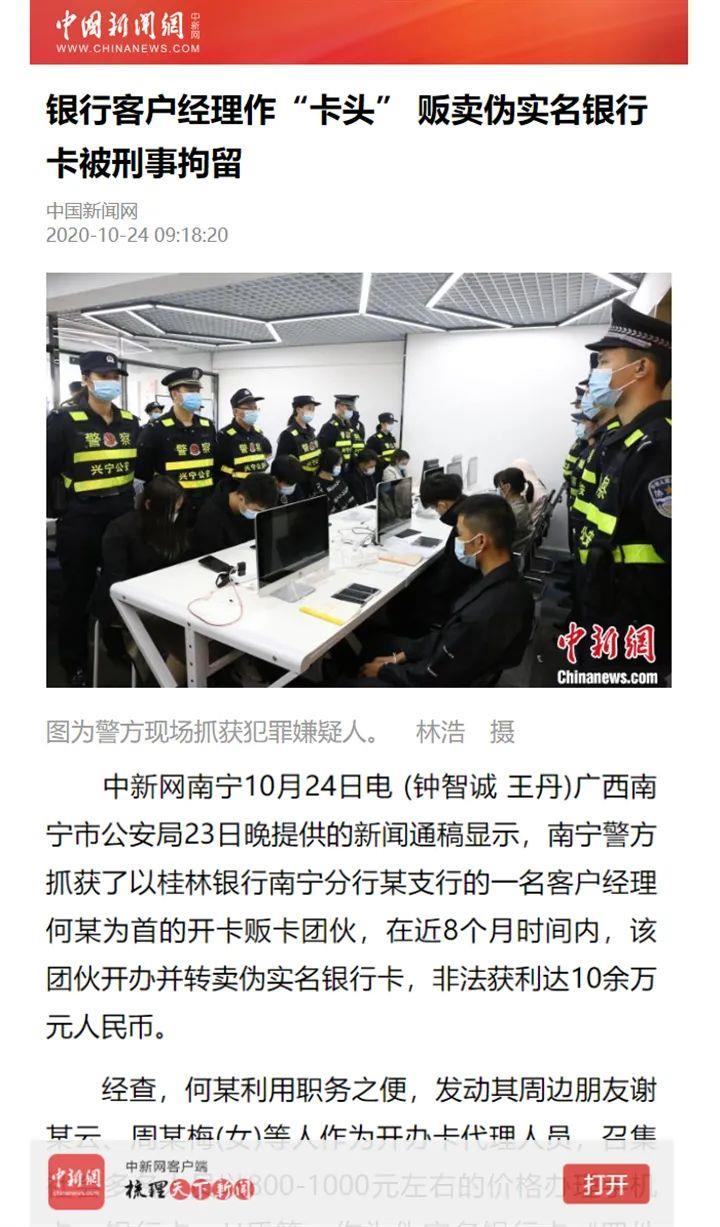 中国新闻網 中新网
WWW.CHINANEWS.COM
银行客户经理作“卡头” 贩卖伪实名银行
卡被刑事拘留
中国新闻网
2020-10-24 09:18:20
警察
兴宁公安
警察
兴宁公安
中新網
Chinanews.com
图为警方现场抓获犯罪嫌疑人。 林浩 摄
中新网南宁10月24日电 (钟智诚 王丹)广西南
宁市公安局23日晚提供的新闻通稿显示，南宁警方
抓获了以桂林银行南宁分行某支行的一名客户经理
何某为首的开卡贩卡团伙，在近8个月时间内，该
团伙开办并转卖伪实名银行卡，非法获利达10余万
元人民币。
经查，何某利用职务之便，发动其周边朋友谢
某云、周某梅(女)等人作为开办卡代理人员，召集
800-1000元左右的价格办理手机
中新網
chinanews.com
中新网客户端
梳理天下新闻
打开